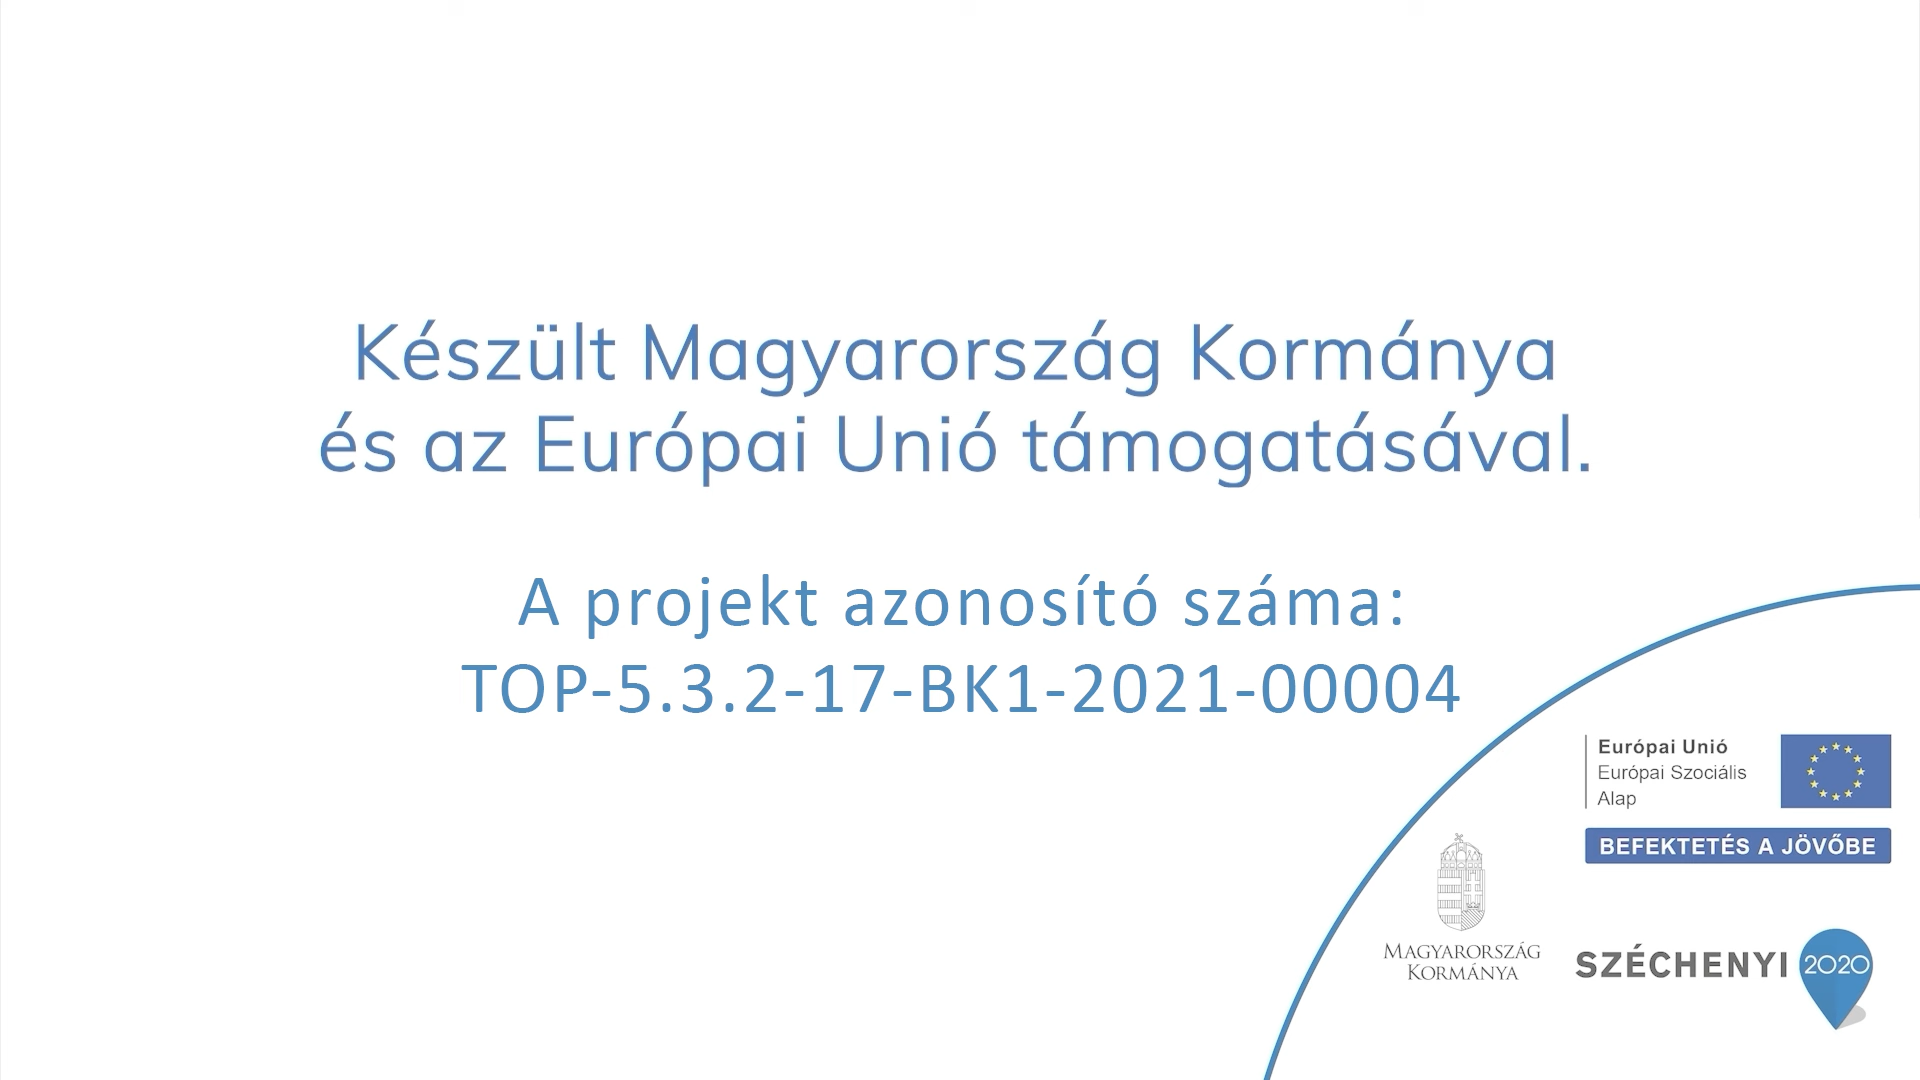 Készült Magyarország Kormánya
és az Európai Unió támogatásával.
A projekt azonosító száma:
TOP-5.3.2-17-BK1-2021-00004
Európai Unió
Európai Szociális
Alap
BEFEKTETÉS A JÖVŐBE
MAGYARORSZÁG
KORMÁNYA
SZÉCHENYI 2020